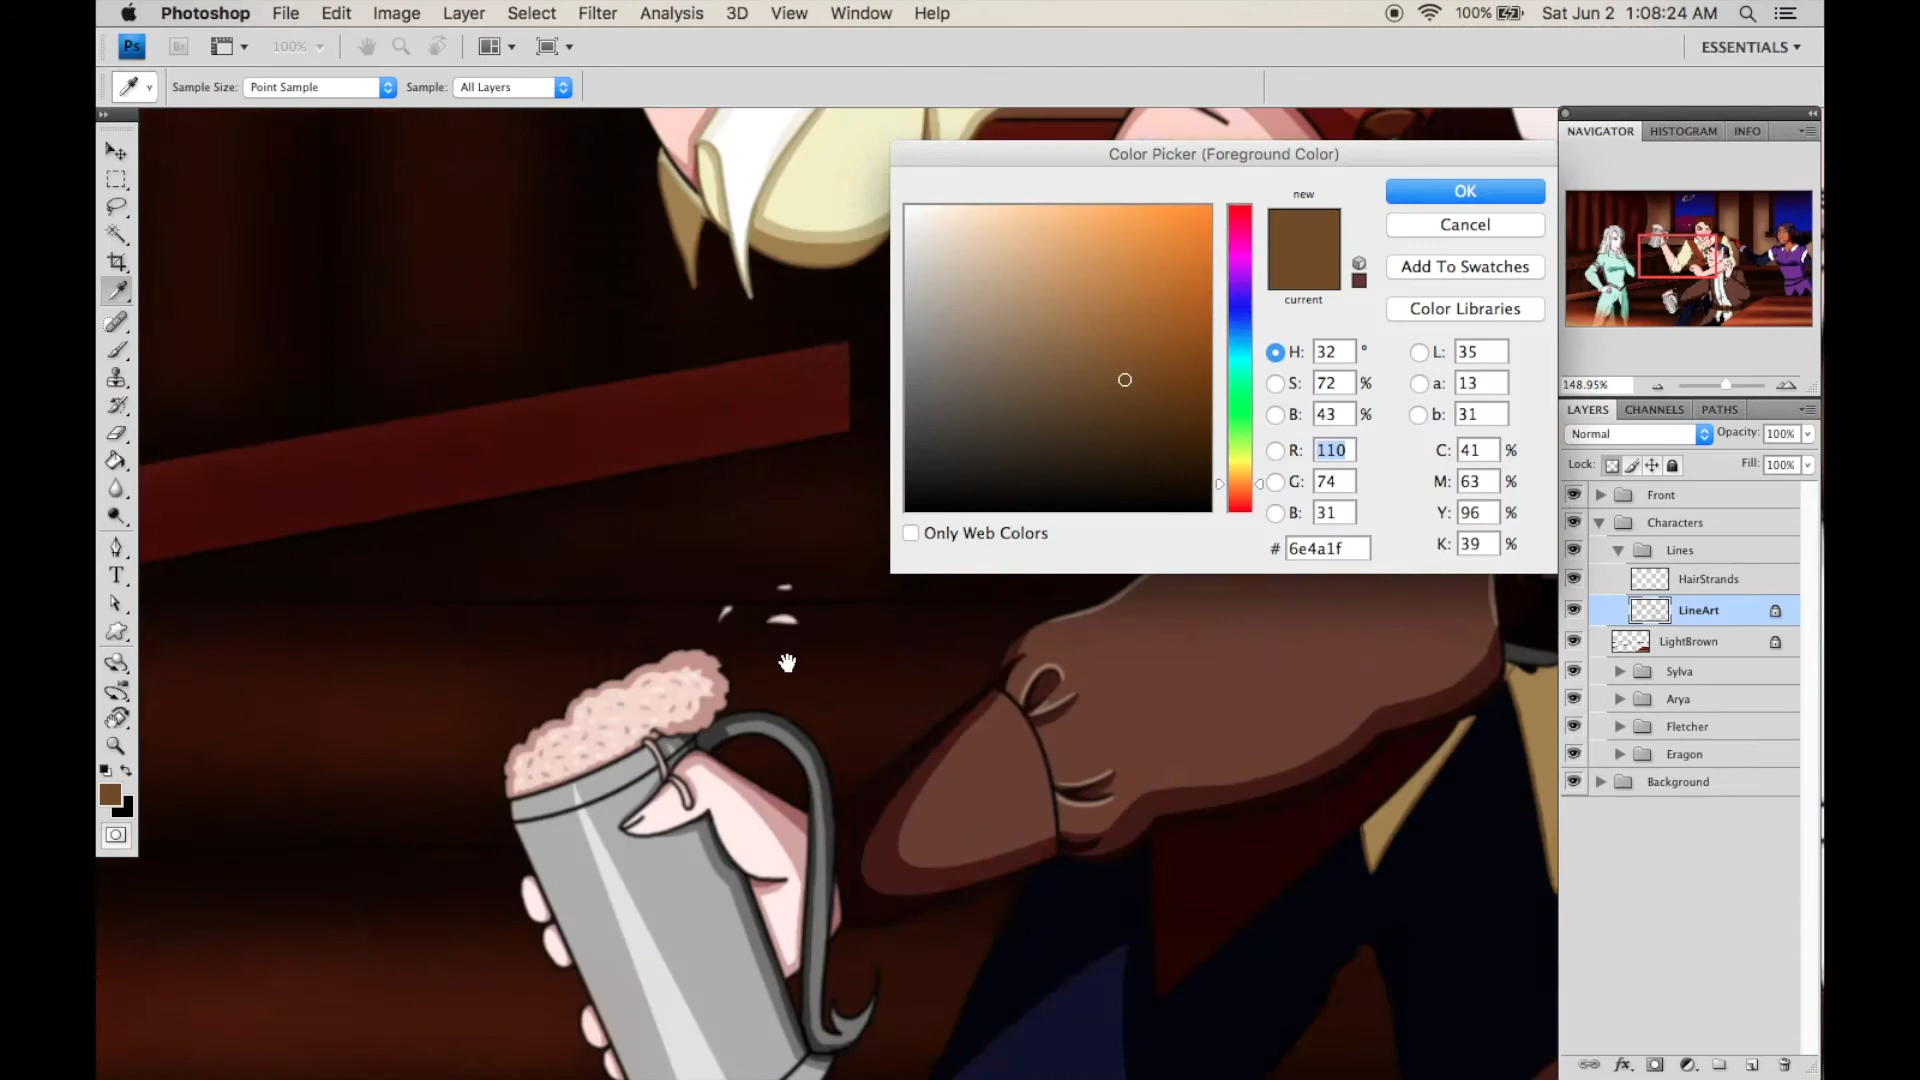 Photoshop File Edit Image Layer Select Filter Analysis 3D View Window Help 100% Sat Jun 2 1:08:24 AM
Ps Br 100% ESSENTIALS
Sample Size: Point Sample Sample: All Layers
NAVIGATOR HISTOGRAM INFO
Color Picker (Foreground Color)
new
OK
Cancel
Add To Swatches
current
Color Libraries
H: 32 ° L: 35
S: 72 % a: 13
B: 43 % b: 31
R: 110 C: 41 %
G: 74 M: 63 %
B: 31 Y: 96 %
# 6e4a1f K: 39 %
Only Web Colors
148.95%
LAYERS CHANNELS PATHS
Normal Opacity: 100%
Lock: Fill: 100%
Front
Characters
Lines
HairStrands
LineArt
LightBrown
Sylva
Arya
Fletcher
Eragon
Background
T
fx